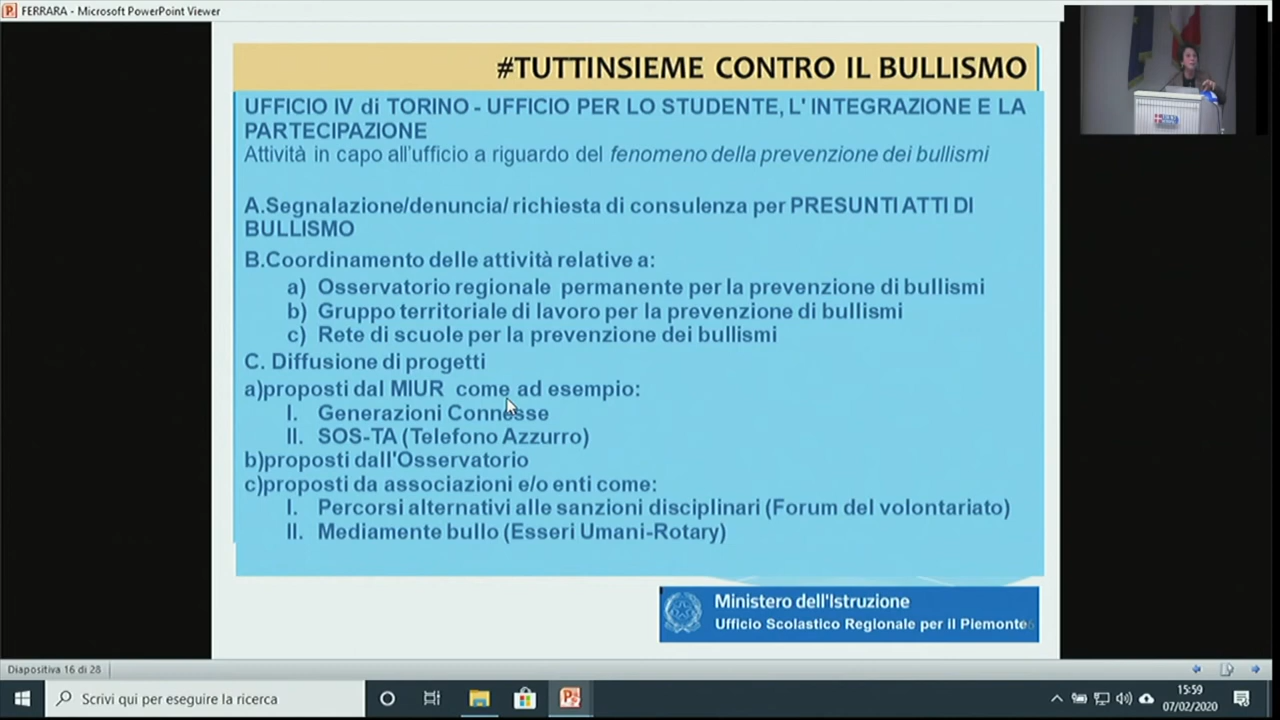 FERRARA - Microsoft PowerPoint Viewer
#TUTTINSIEME CONTRO IL BULLISMO
UFFICIO IV di TORINO - UFFICIO PER LO STUDENTE, L' INTEGRAZIONE E LA
PARTECIPAZIONE
Attività in capo all'ufficio a riguardo del fenomeno della prevenzione dei bullismi
A.Segnalazione/denuncia/ richiesta di consulenza per PRESUNTI ATTI DI
BULLISMO
B.Coordinamento delle attività relative a:
a) Osservatorio regionale permanente per la prevenzione di bullismi
b) Gruppo territoriale di lavoro per la prevenzione di bullismi
c) Rete di scuole per la prevenzione dei bullismi
C. Diffusione di progetti
a)proposti dal MIUR come ad esempio:
I. Generazioni Connesse
II. SOS-TA (Telefono Azzurro)
b)proposti dall'Osservatorio
c)proposti da associazioni e/o enti come:
I. Percorsi alternativi alle sanzioni disciplinari (Forum del volontariato)
II. Mediamente bullo (Esseri Umani-Rotary)
Ministero dell'Istruzione
Ufficio Scolastico Regionale per il Piemonte
Diapositiva 16 di 28
Scrivi qui per eseguire la ricerca
15:59
07/02/2020